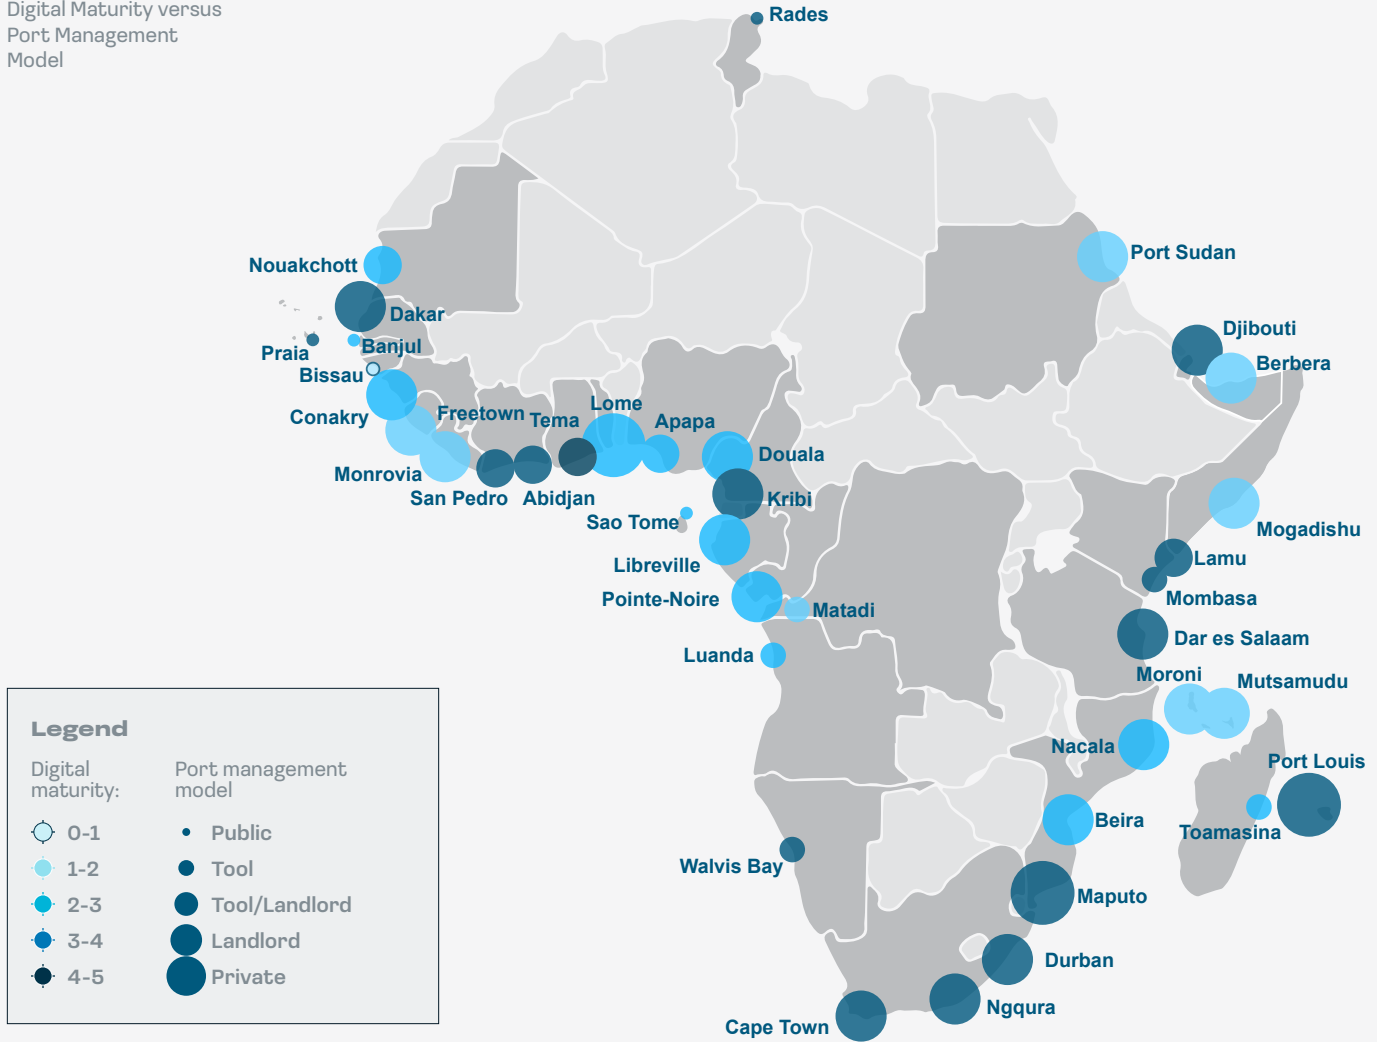 Digital Maturity versus
Port Management
Model
Rades
Nouakchott
Port Sudan
Dakar
Djibouti
Praia
Banjul
Berbera
Bissau
Conakry
Freetown
Tema
Lome
Apapa
Monrovia
Douala
San Pedro
Abidjan
Kribi
Sao Tome
Mogadishu
Libreville
Lamu
Pointe-Noire
Matadi
Mombasa
Dar es Salaam
Luanda
Moroni
Mutsamudu
Nacala
Port Louis
Beira
Toamasina
Walvis Bay
Maputo
Durban
Ngqura
Cape Town
Legend
Digital
maturity:
Port management
model
0-1
Public
1-2
Tool
2-3
Tool/Landlord
3-4
Landlord
4-5
Private